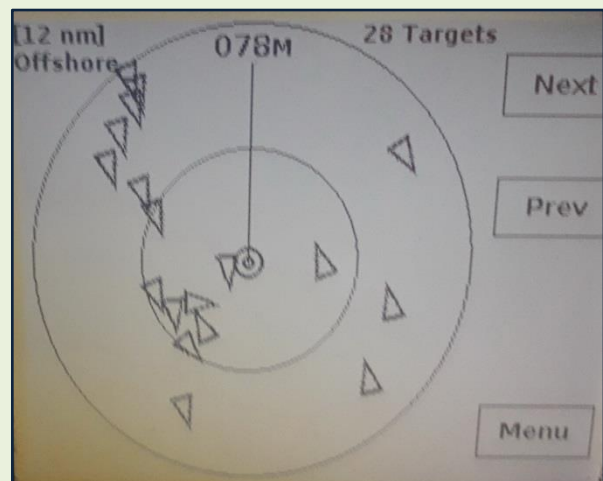 [12 nm]
Offshore
078M
28 Targets
Next
Prev
Menu